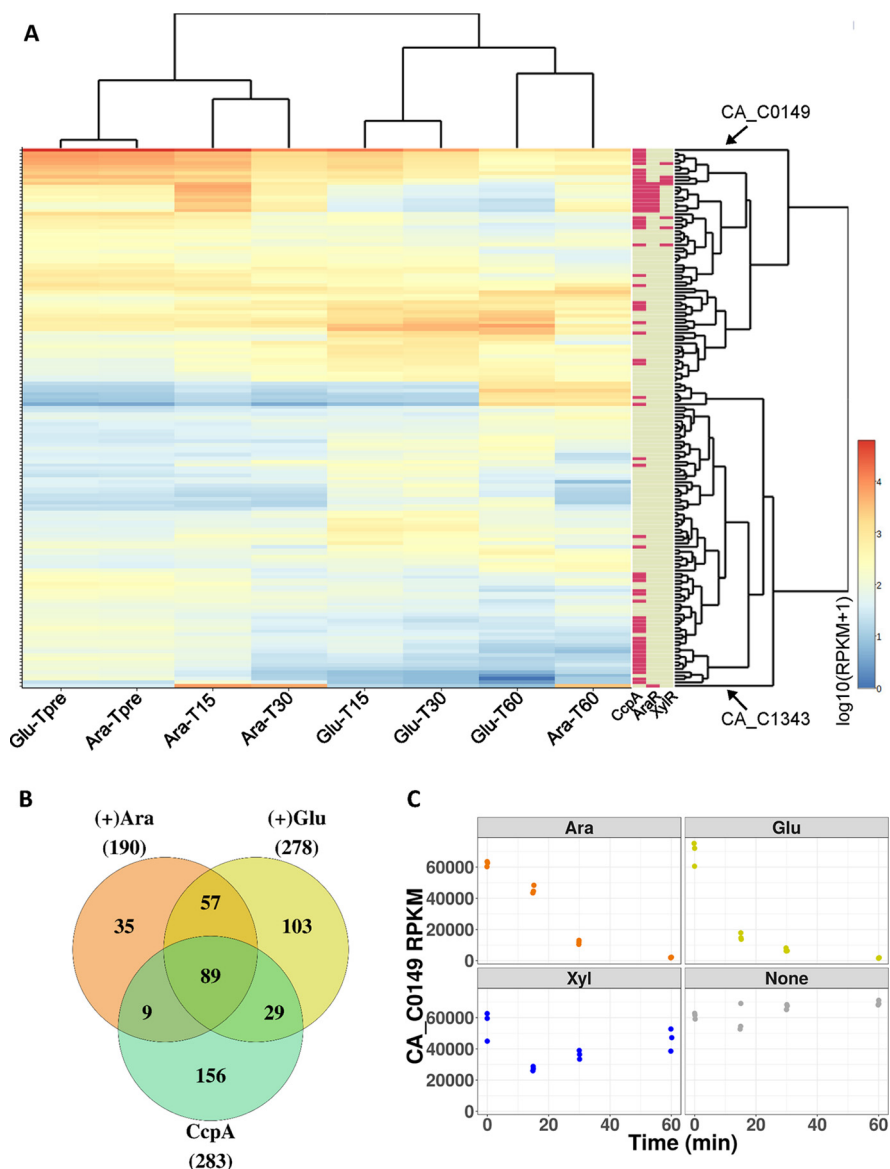 A
CA_C0149
4
3
2
1
0
log10(RPKM+1)
Glu-Tpre
Ara-Tpre
Ara-T15
Ara-T30
Glu-T15
Glu-T30
Glu-T60
Ara-T60
CcpA
AraR
XylR
CA_C1343
B
(+)Ara
(190)
(+)Glu
(278)
35
57
103
89
9
29
156
CcpA
(283)
C
Ara
Glu
60000
40000
20000
0
Xyl
None
60000
40000
20000
0
CA_C0149 RPKM
0
20
40
60
0
20
40
60
Time (min)